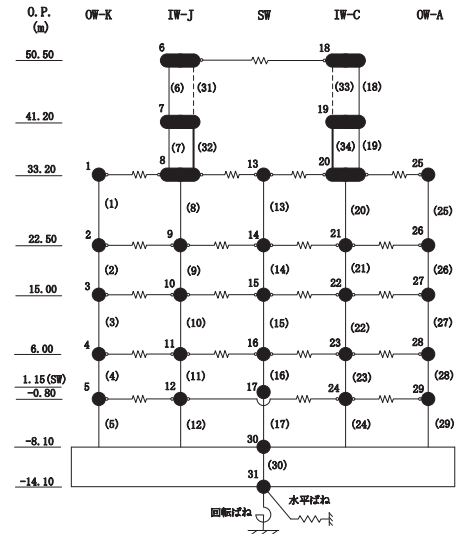 O.P. OW-K IW-J SW IW-C OW-A
(m)
50.50 6 18
(6) (31) (33) (18)
41.20 7 19
(7) (32) (34) (19)
33.20 1 8 13 20 25
(1) (8) (13) (20) (25)
22.50 2 9 14 21 26
(2) (9) (14) (21) (26)
15.00 3 10 15 22 27
(3) (10) (15) (22) (27)
6.00 4 11 16 23 28
(4) (11) (16) (23) (28)
1.15(SW) 17
-0.80 5 12 24 29
(5) (12) (17) (24) (29)
-8.10 30
(30)
-14.10 31
水平ばね
回転ばね